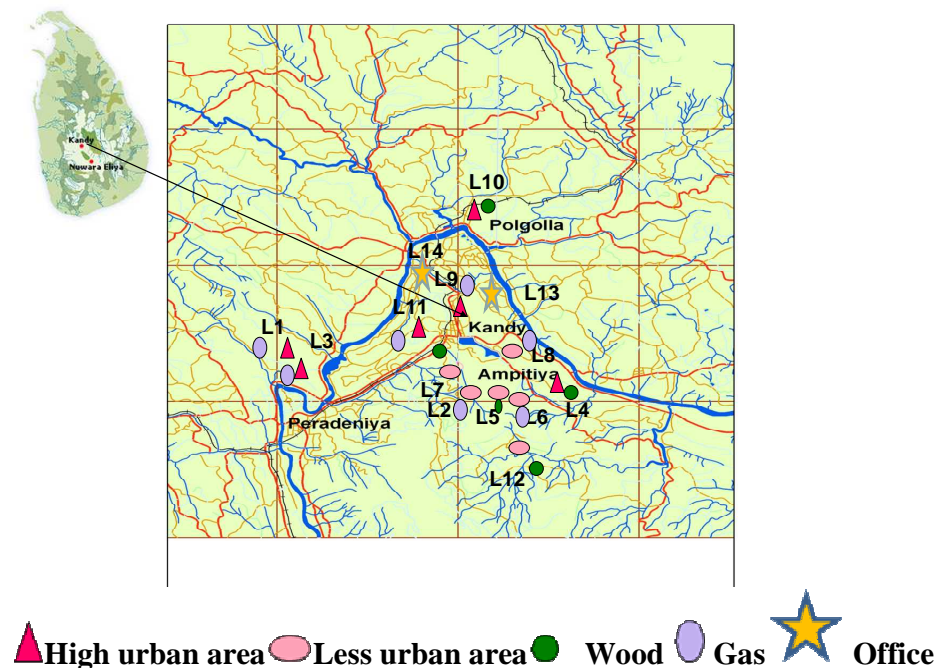 Kandy
Nuwara Eliya
L10
Polgolla
L14
L9
L13
L11
Kandy
L1
L3
L8
Ampitiya
L7
L4
L2
L5
L6
Peradeniya
L12
High urban area Less urban area Wood Gas Office